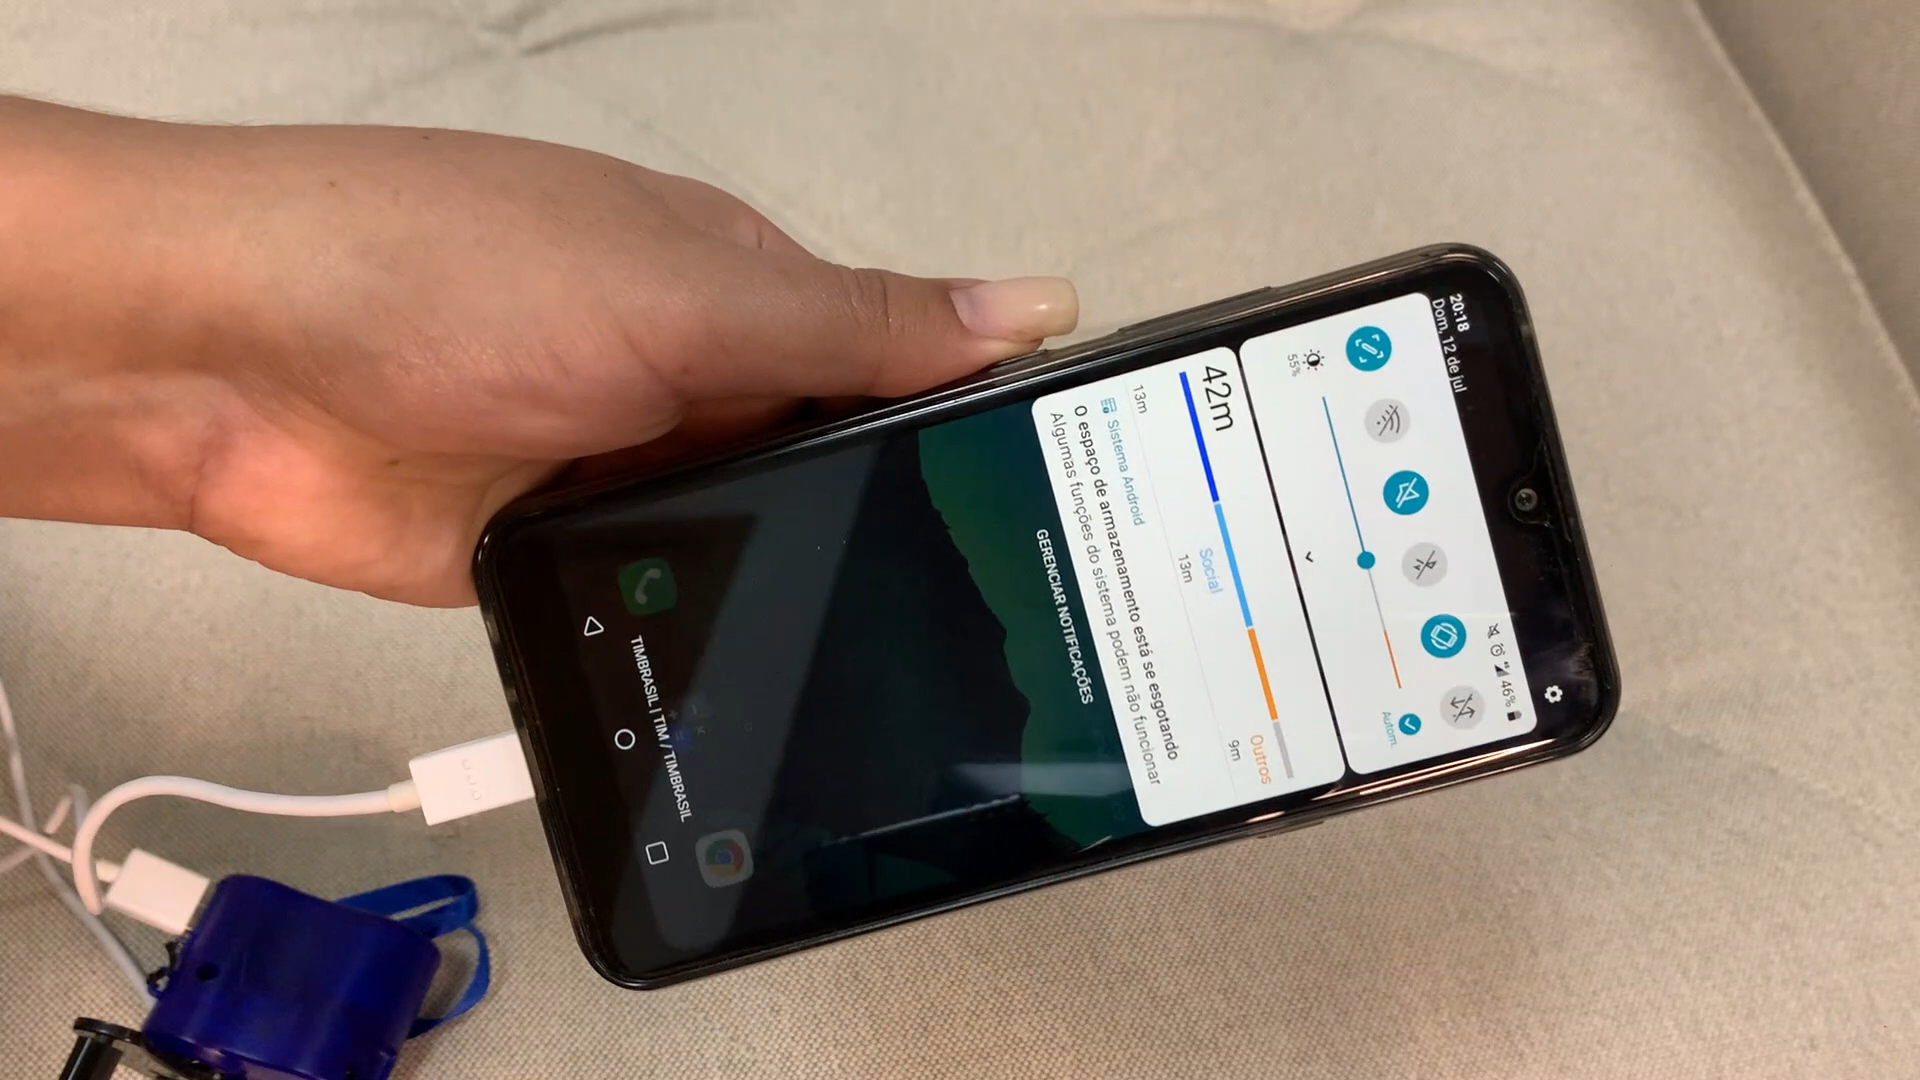 20:18
Dom, 12 de jul
46%
55%
Autom.
42m
Social
Outros
13m
13m
9m
Sistema Android
O espaço de armazenamento está se esgotando
Algumas funções do sistema podem não funcionar
GERENCIAR NOTIFICAÇÕES
TIMBRASIL | TIM / TIMBRASIL